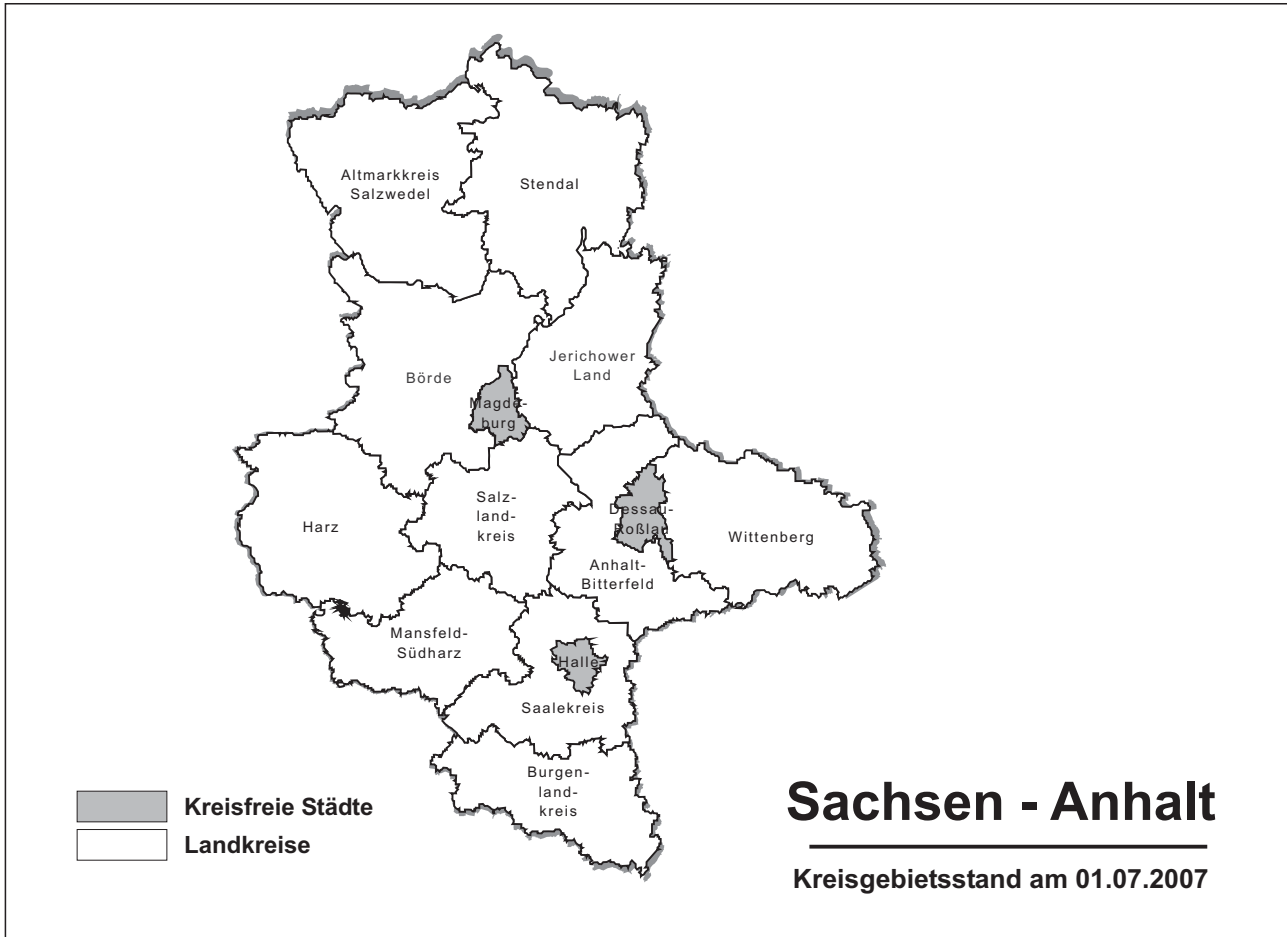 Altmarkkreis
Salzwedel
Stendal
Jerichower
Land
Börde
Magde-
burg
Salz-
land-
kreis
Harz
Dessau-
Roßlau
Wittenberg
Anhalt-
Bitterfeld
Mansfeld-
Südharz
Halle
Saalekreis
Burgen-
land-
kreis
Kreisfreie Städte
Landkreise
Sachsen - Anhalt
Kreisgebietsstand am 01.07.2007